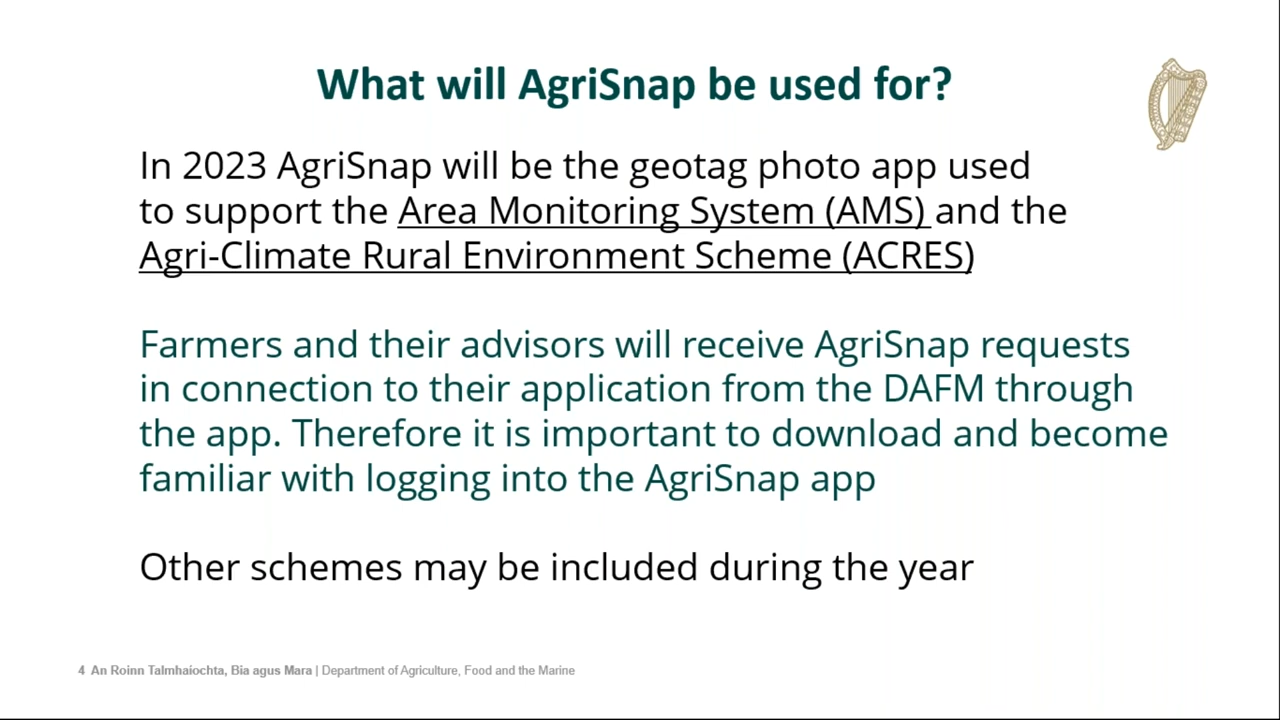 What will AgriSnap be used for?
In 2023 AgriSnap will be the geotag photo app used
to support the Area Monitoring System (AMS) and the
Agri-Climate Rural Environment Scheme (ACRES)
Farmers and their advisors will receive AgriSnap requests
in connection to their application from the DAFM through
the app. Therefore it is important to download and become
familiar with logging into the AgriSnap app
Other schemes may be included during the year
4 An Roinn Talmhaíochta, Bia agus Mara | Department of Agriculture, Food and the Marine